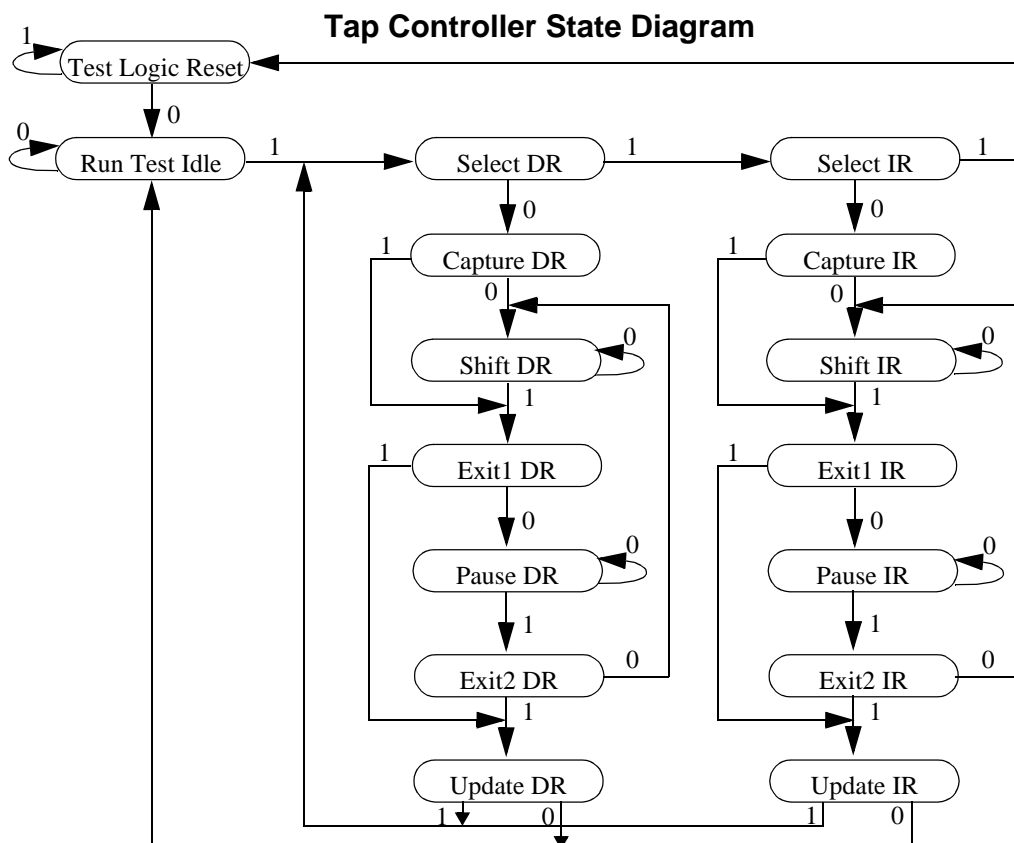 Tap Controller State Diagram
1
Test Logic Reset
0
0
Run Test Idle
1
Select DR
1
Select IR
1
0
0
1
Capture DR
1
Capture IR
0
0
Shift DR
0
Shift IR
0
1
1
1
Exit1 DR
1
Exit1 IR
0
0
Pause DR
0
Pause IR
0
1
1
Exit2 DR
0
Exit2 IR
0
1
1
Update DR
Update IR
1
0
1
0